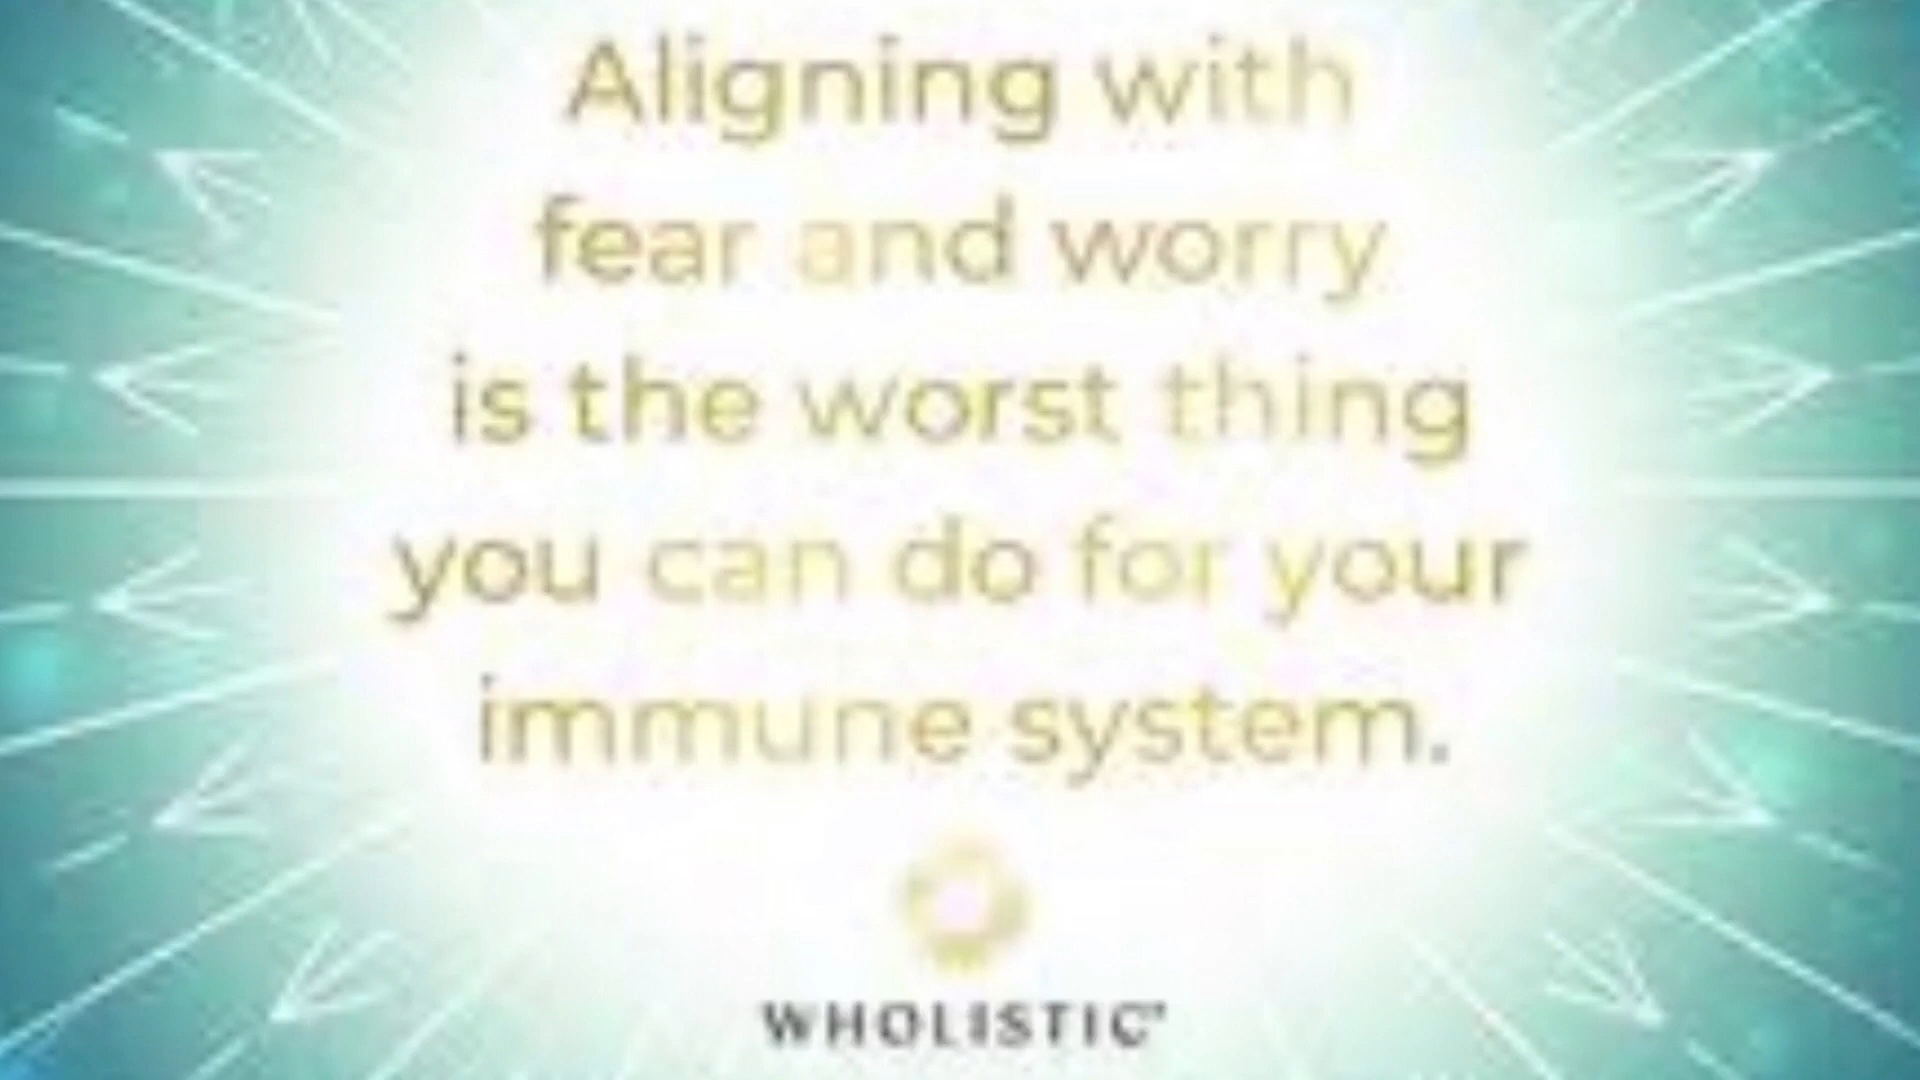 Aligning with
fear and worry
is the worst thing
you can do for your
immune system.
WHOLISTIC